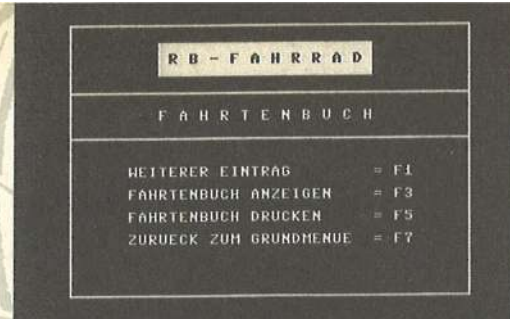 RB-FAHRRAD
FAHRTENBUCH
WEITERER EINTRAG = F1
FAHRTENBUCH ANZEIGEN = F3
FAHRTENBUCH DRUCKEN = F5
ZURUECK ZUM GRUNDMENUE = F7